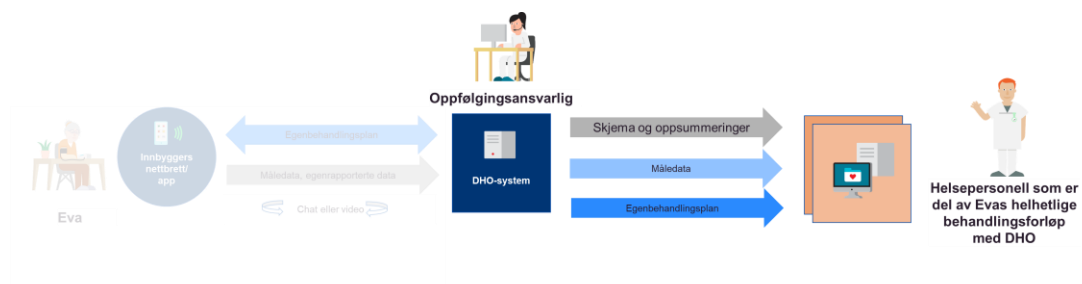 Oppfølgingsansvarlig
Eva
Innbyggers
nettbrett/
app
Egenbehandlingsplan
Måledata, egenrapporterte data
Chat eller video
DHO-system
Skjema og oppsummeringer
Måledata
Egenbehandlingsplan
Helsepersonell som er
del av Evas helhetlige
behandlingsforløp
med DHO